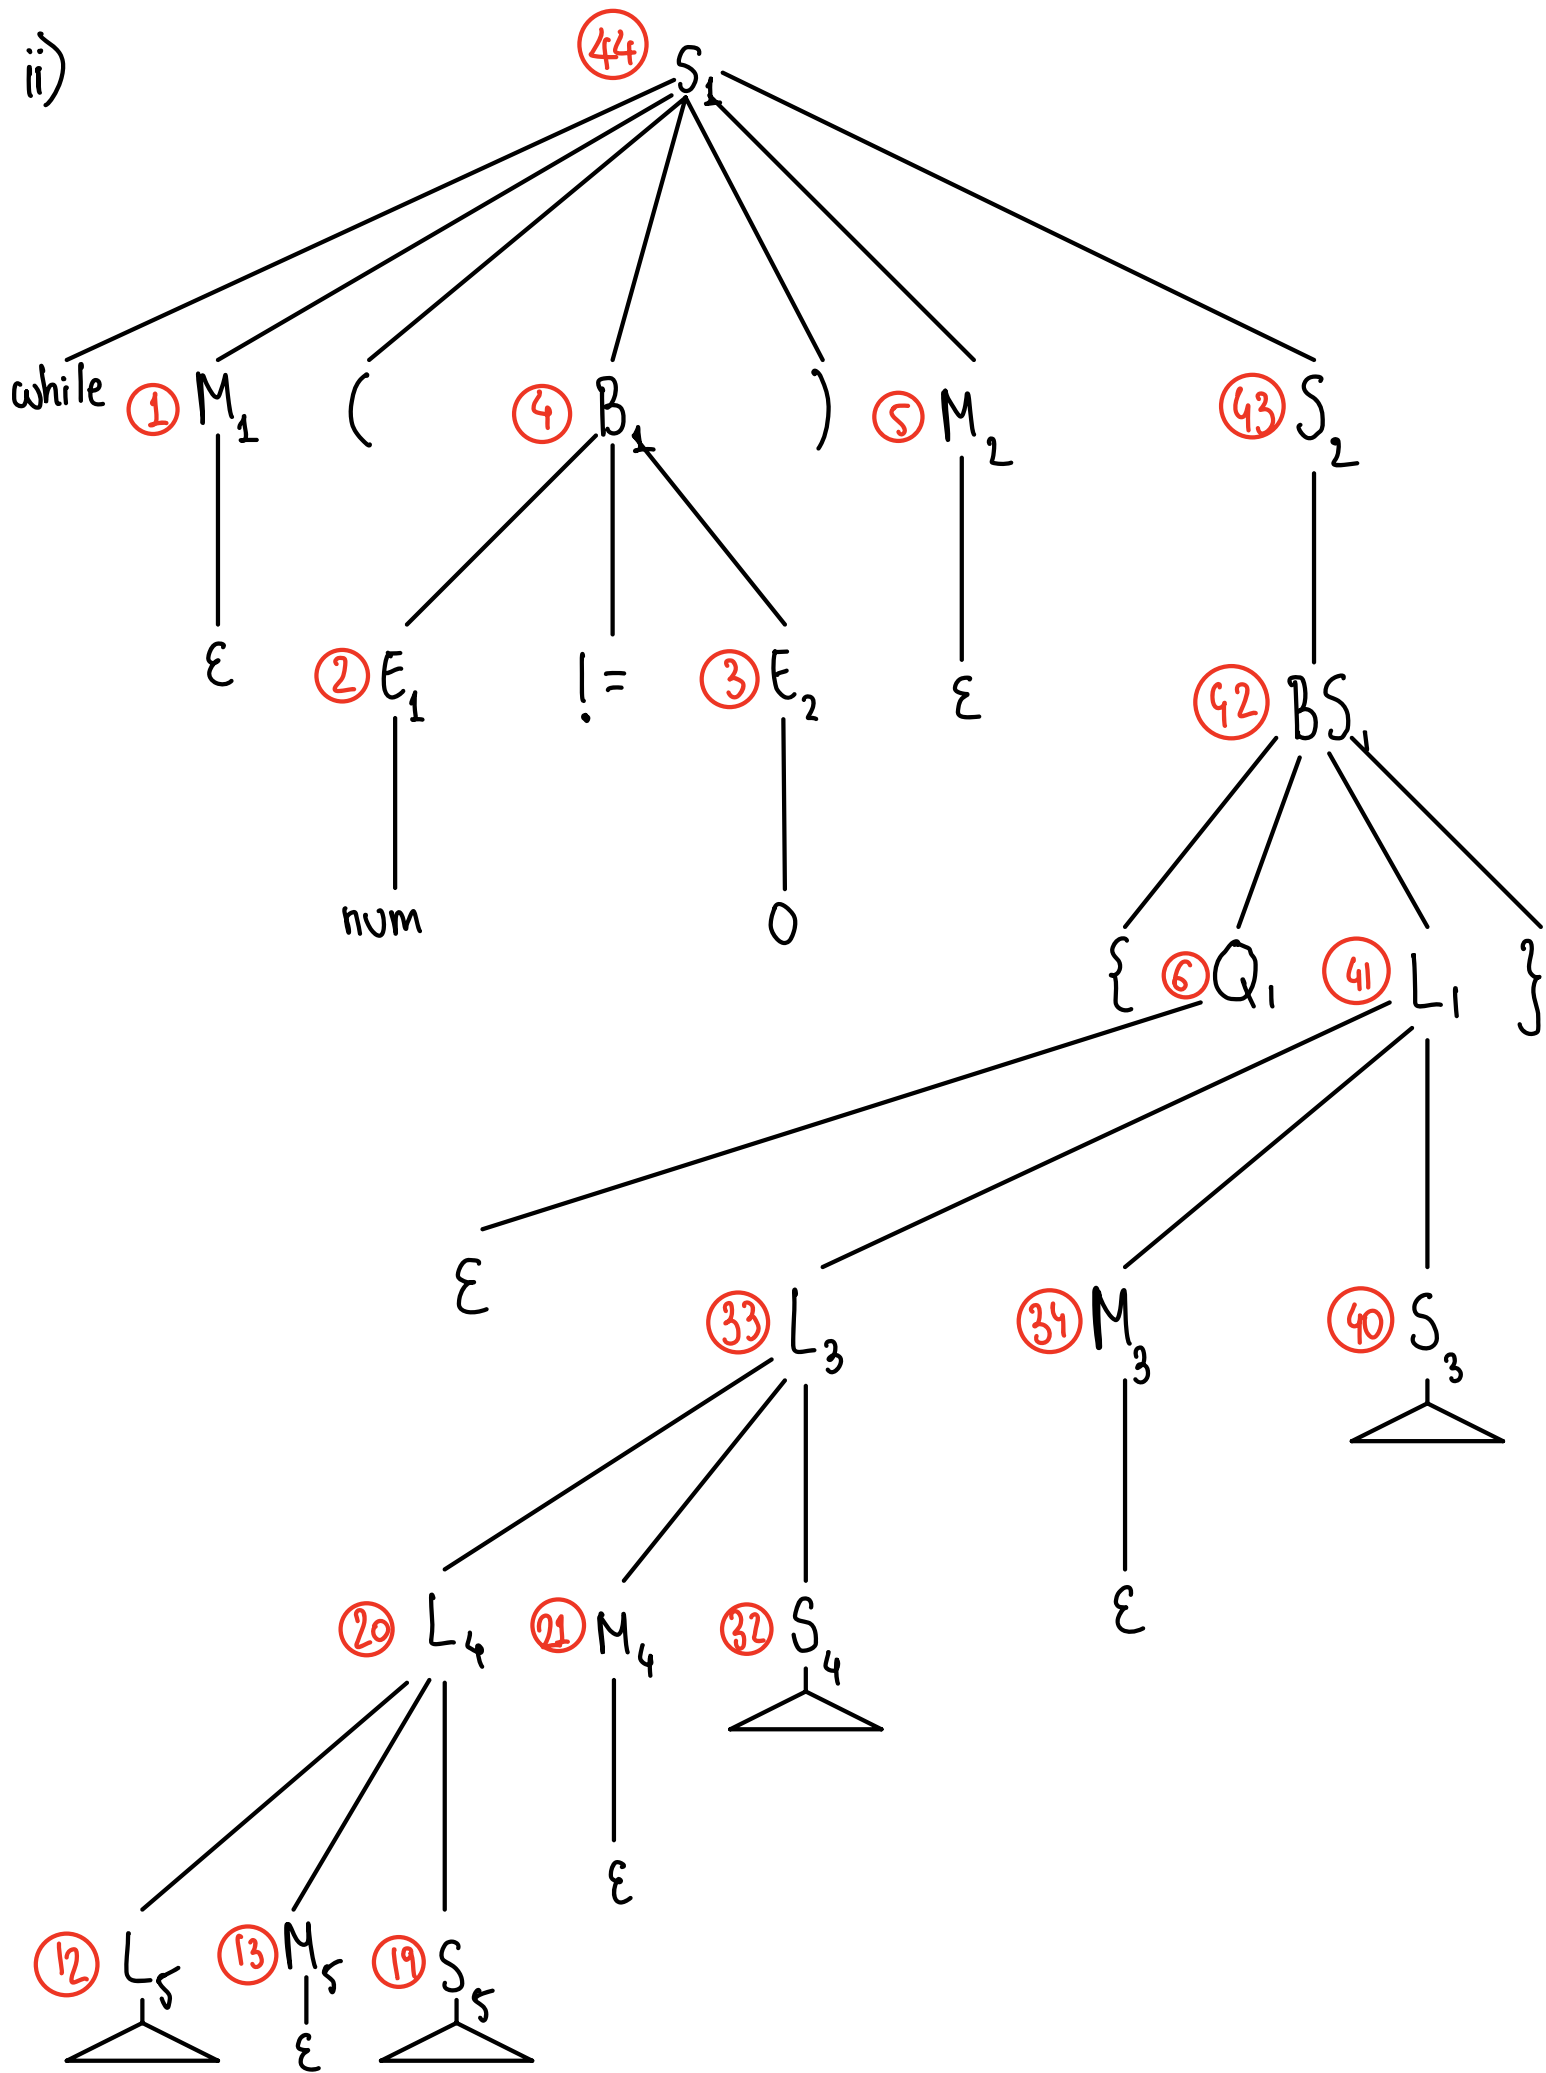 ii)
44 S1
while 1 M1 ( 4 B1 ) 5 M2 43 S2
ε 2 E1 != 3 E2 ε 42 BS1
num 0 { 6 Q1 41 L1 }
ε 33 L3 34 M3 40 S3
20 L4 21 M4 32 S4 ε
ε
12 L5 13 M5 19 S5
ε